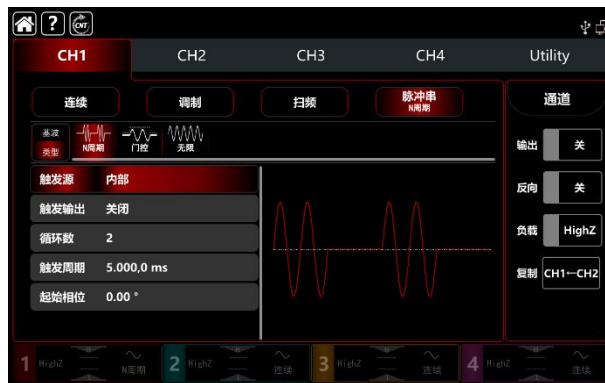 ? CNT
CH1 CH2 CH3 CH4 Utility
连续 调制 扫频 脉冲串
N周期
通道
基波
类型 N周期 门控 无限
输出 关
触发源 内部
反向 关
触发输出 关闭
循环数 2
负载 HighZ
触发周期 5.000,0 ms
复制 CH1←CH2
起始相位 0.00 °
1 HighZ N周期 2 HighZ 连续 3 HighZ 连续 4 HighZ 连续